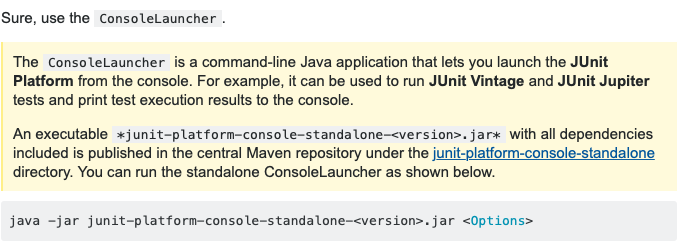 Sure, use the ConsoleLauncher.
The ConsoleLauncher is a command-line Java application that lets you launch the JUnit
Platform from the console. For example, it can be used to run JUnit Vintage and JUnit Jupiter
tests and print test execution results to the console.
An executable *junit-platform-console-standalone-<version>.jar* with all dependencies
included is published in the central Maven repository under the junit-platform-console-standalone
directory. You can run the standalone ConsoleLauncher as shown below.
java -jar junit-platform-console-standalone-<version>.jar <Options>